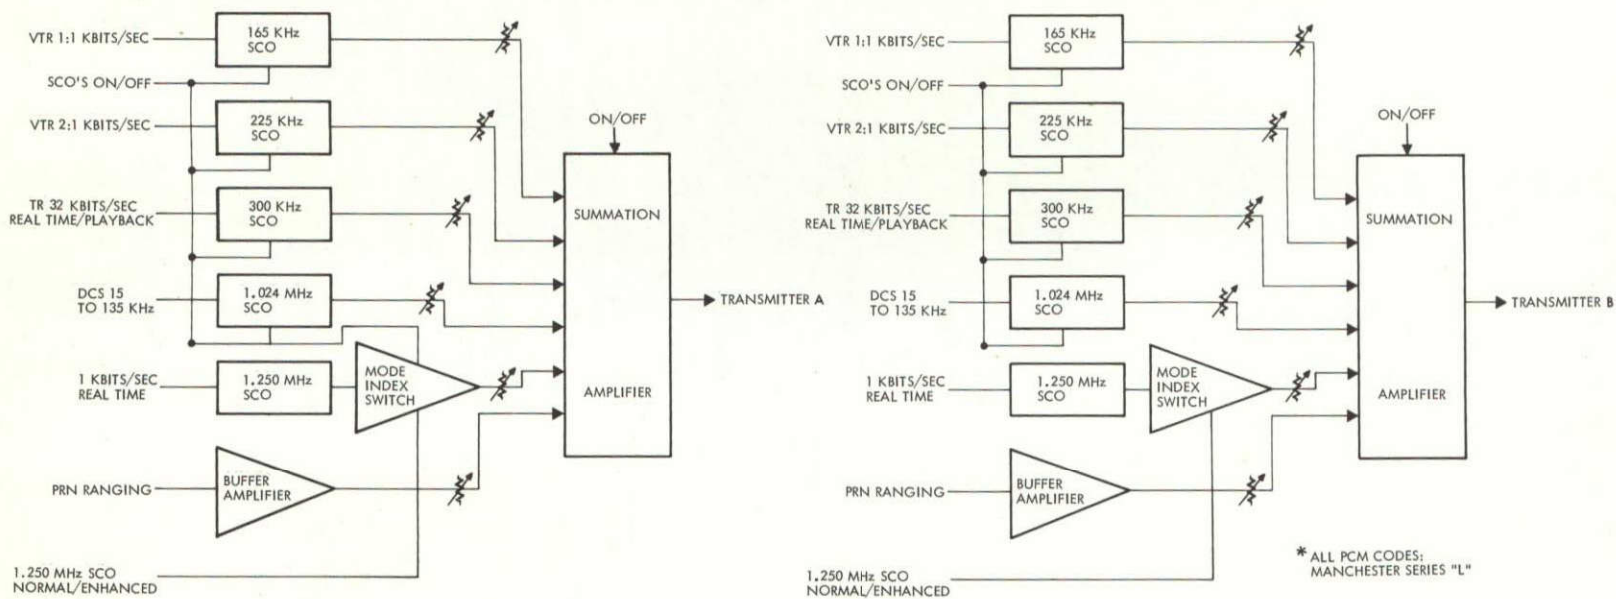 VTR 1:1 KBITS/SEC
165 KHz
SCO
SCO'S ON/OFF
VTR 2:1 KBITS/SEC
225 KHz
SCO
ON/OFF
TR 32 KBITS/SEC
REAL TIME/PLAYBACK
300 KHz
SCO
SUMMATION
DCS 15
TO 135 KHz
1.024 MHz
SCO
TRANSMITTER A
1 KBITS/SEC
REAL TIME
1.250 MHz
SCO
MODE
INDEX
SWITCH
AMPLIFIER
PRN RANGING
BUFFER
AMPLIFIER
1.250 MHz SCO
NORMAL/ENHANCED
VTR 1:1 KBITS/SEC
165 KHz
SCO
SCO'S ON/OFF
VTR 2:1 KBITS/SEC
225 KHz
SCO
ON/OFF
TR 32 KBITS/SEC
REAL TIME/PLAYBACK
300 KHz
SCO
SUMMATION
DCS 15
TO 135 KHz
1.024 MHz
SCO
TRANSMITTER B
1 KBITS/SEC
REAL TIME
1.250 MHz
SCO
MODE
INDEX
SWITCH
AMPLIFIER
PRN RANGING
BUFFER
AMPLIFIER
1.250 MHz SCO
NORMAL/ENHANCED
* ALL PCM CODES:
MANCHESTER SERIES "L"